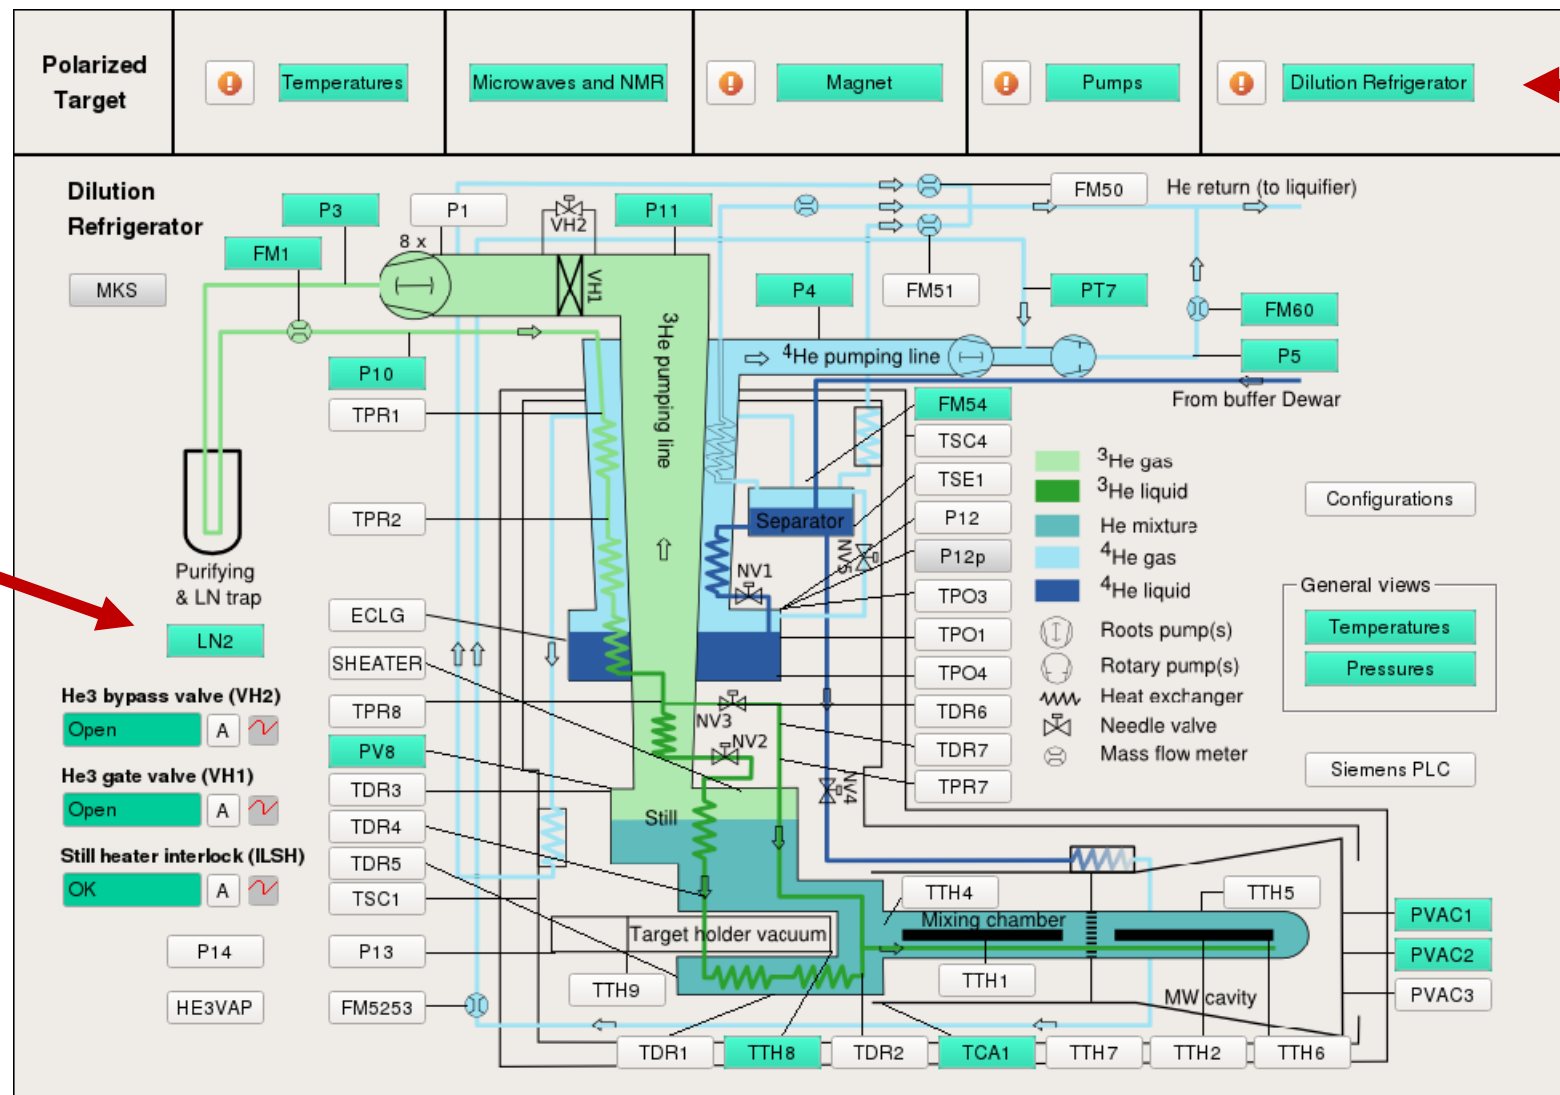 Polarized
Target
Temperatures
Microwaves and NMR
Magnet
Pumps
Dilution Refrigerator
Dilution
Refrigerator
MKS
P3
P1
FM1
8 x
VH2
VH1
P11
FM50
He return (to liquifier)
P4
FM51
PT7
FM60
P5
P10
³He pumping line
⁴He pumping line
From buffer Dewar
TPR1
TPR2
Purifying
& LN trap
LN2
ECLG
SHEATER
TPR8
PV8
TDR3
TDR4
TDR5
TSC1
P13
FM5253
FM54
TSC4
TSE1
P12
P12p
TPO3
TPO1
TPO4
TDR6
TDR7
TPR7
Separator
NV5
NV1
NV3
NV2
NV4
Still
³He gas
³He liquid
He mixture
⁴He gas
⁴He liquid
Roots pump(s)
Rotary pump(s)
Heat exchanger
Needle valve
Mass flow meter
Configurations
General views
Temperatures
Pressures
Siemens PLC
He3 bypass valve (VH2)
Open
A
He3 gate valve (VH1)
Open
A
Still heater interlock (ILSH)
OK
A
P14
HE3VAP
Target holder vacuum
TTH9
TTH4
TTH5
Mixing chamber
TTH1
MW cavity
PVAC1
PVAC2
PVAC3
TDR1
TTH8
TDR2
TCA1
TTH7
TTH2
TTH6